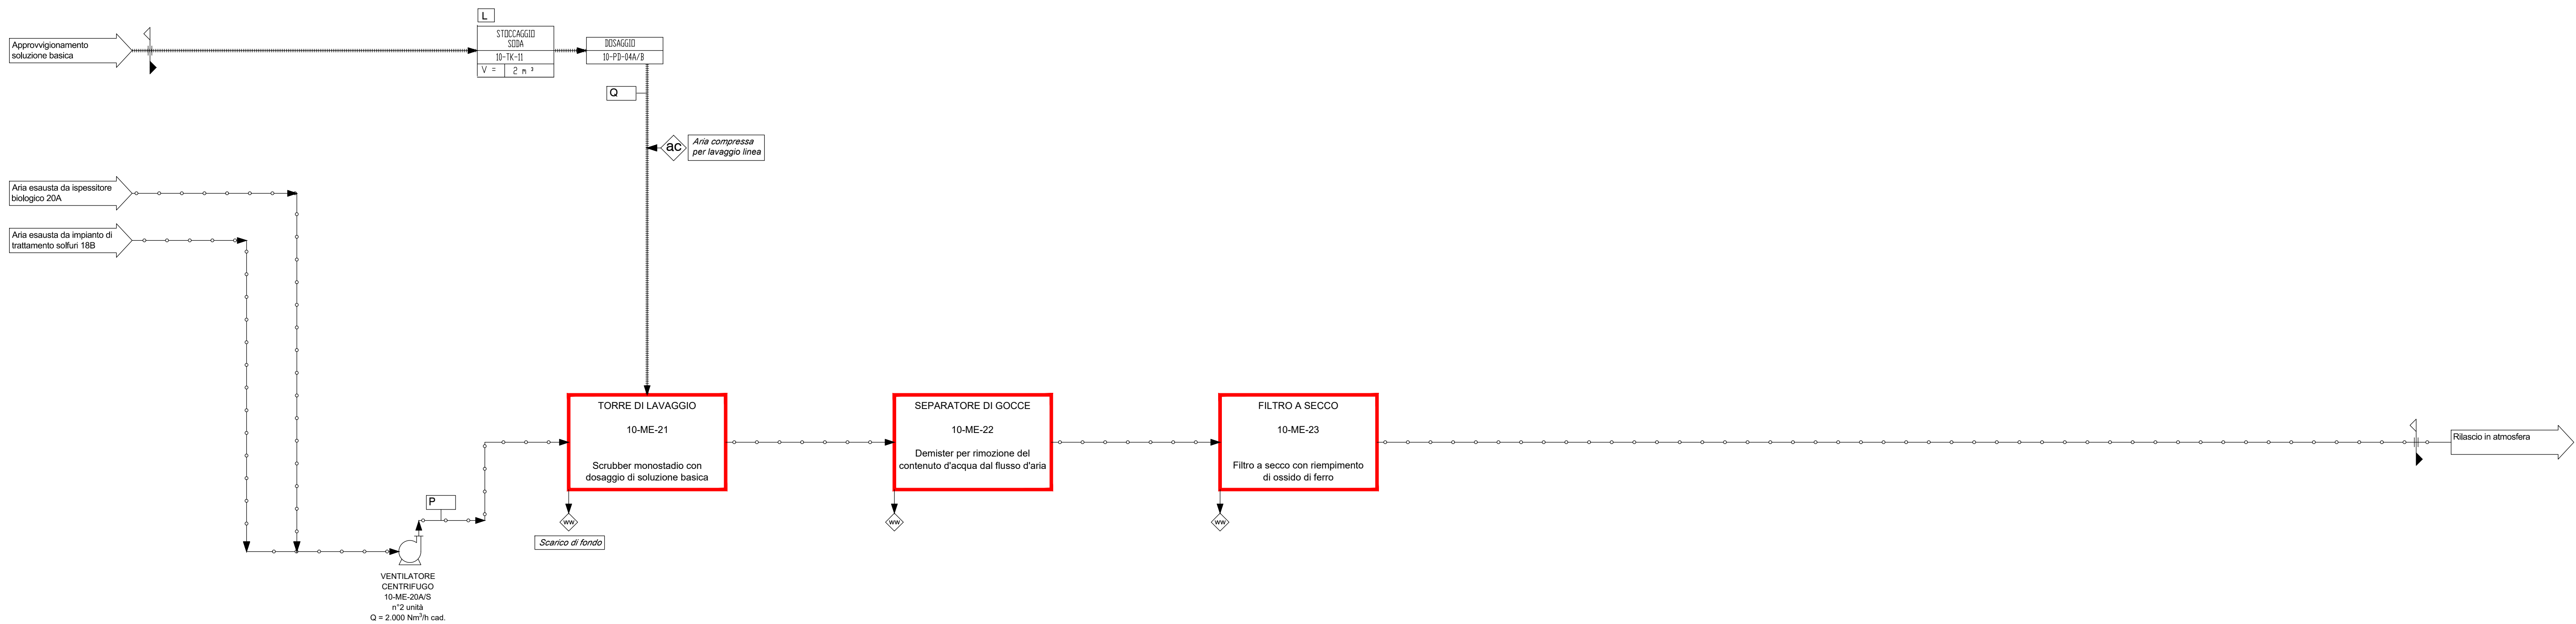 L
STOCCAGGIO
SODA
10-TK-11
V =
2 m ³
DOSAGGIO
10-PD-04A/B
Approvvigionamento
soluzione basica
Q
ac
Aria compressa
per lavaggio linea
Aria esausta da ispessitore
biologico 20A
Aria esausta da impianto di
trattamento solfuri 18B
TORRE DI LAVAGGIO
10-ME-21
Scrubber monostadio con
dosaggio di soluzione basica
SEPARATORE DI GOCCE
10-ME-22
Demister per rimozione del
contenuto d'acqua dal flusso d'aria
FILTRO A SECCO
10-ME-23
Filtro a secco con riempimento
di ossido di ferro
Rilascio in atmosfera
P
ww
ww
ww
Scarico di fondo
VENTILATORE
CENTRIFUGO
10-ME-20A/S
n°2 unità
Q = 2.000 Nm³/h cad.